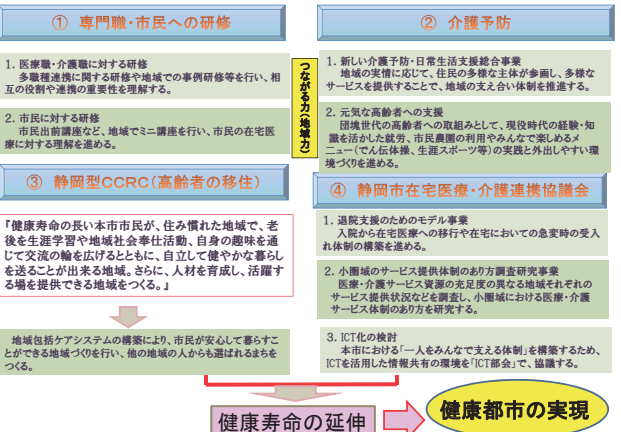 ① 専門職・市民への研修
1. 医療職・介護職に対する研修
多職種連携に関する研修や地域での事例研修等を行い、相
互の役割や連携の重要性を理解する。
2. 市民に対する研修
市民出前講座など、地域でミニ講座を行い、市民の在宅医
療に対する理解を進める。
つながる力(地域力)
② 介護予防
1. 新しい介護予防・日常生活支援総合事業
地域の実情に応じて、住民の多様な主体が参画し、多様な
サービスを提供することで、地域の支え合い体制を推進する。
2. 元気な高齢者への支援
団塊世代の高齢者への取組みとして、現役時代の経験・知
識を活かした就労、市民農園の利用やみんなで楽しめるメ
ニュー(でん伝体操、生涯スポーツ等)の実践と外出しやすい環
境づくりを進める。
③ 静岡型CCRC(高齢者の移住)
『健康寿命の長い本市市民が、住み慣れた地域で、老
後を生涯学習や地域社会奉仕活動、自身の趣味を通
じて交流の輪を広げるとともに、自立して健やかな暮らし
を送ることが出来る地域。さらに、人材を育成し、活躍す
る場を提供できる地域をつくる。』
地域包括ケアシステムの構築により、市民が安心して暮らすこ
とができる地域づくりを行い、他の地域の人からも選ばれるまちを
つくる。
④ 静岡市在宅医療・介護連携協議会
1. 退院支援のためのモデル事業
入院から在宅医療への移行や在宅においての急変時の受入
れ体制の構築を進める。
2. 小圏域のサービス提供体制のあり方調査研究事業
医療・介護サービス資源の充足度の異なる地域それぞれの
サービス提供状況などを調査し、小圏域における医療・介護
サービス体制のあり方を研究する。
3. ICT化の検討
本市における「一人をみんなで支える体制」を構築するため、
ICTを活用した情報共有の環境を「ICT部会」で、協議する。
健康寿命の延伸
健康都市の実現